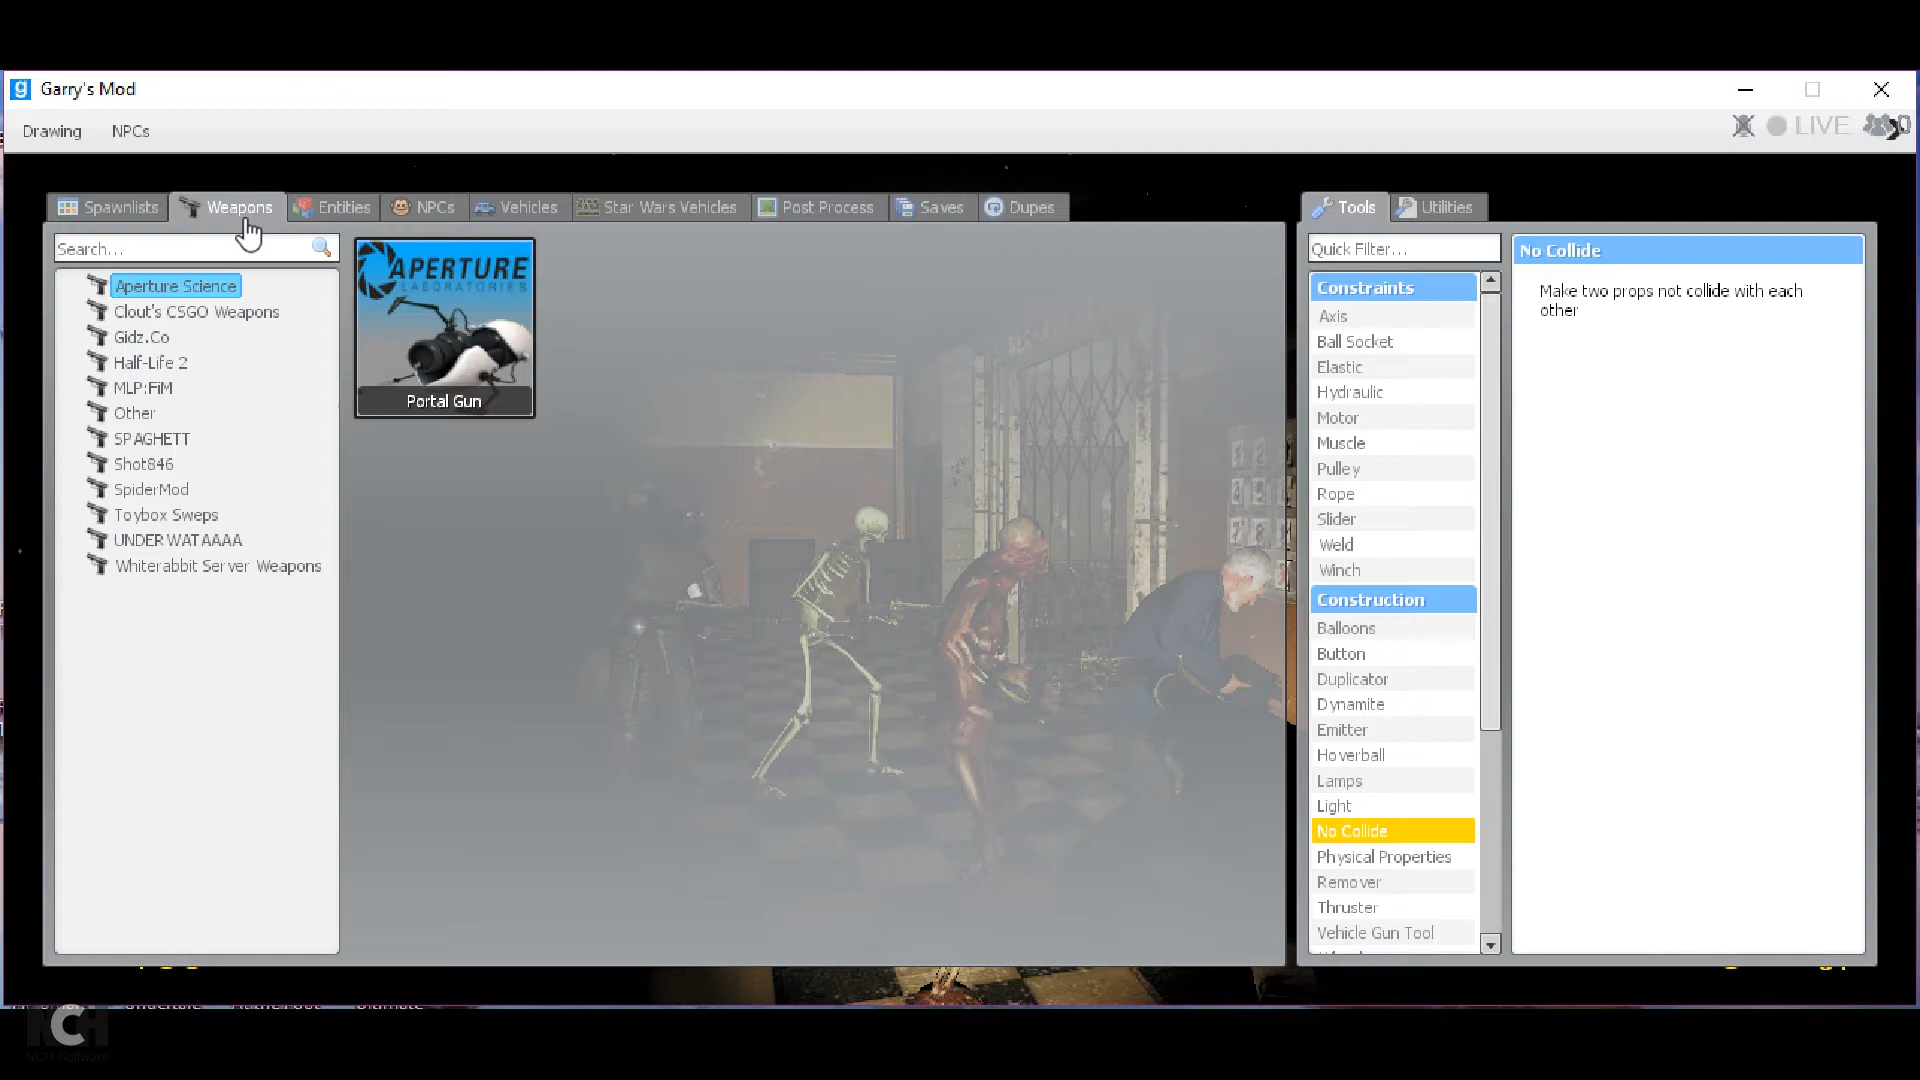 Garry's Mod
Drawing NPCs
LIVE 0
Spawnlists Weapons Entities NPCs Vehicles Star Wars Vehicles Post Process Saves Dupes
Tools Utilities
Search...
Aperture Science
Clout's CSGO Weapons
Gidz.Co
Half-Life 2
MLP:FiM
Other
SPAGHETT
Shot846
SpiderMod
Toybox Sweps
UNDER WATAAAA
Whiterabbit Server Weapons
APERTURE
LABORATORIES
Portal Gun
Quick Filter...
Constraints
Axis
Ball Socket
Elastic
Hydraulic
Motor
Muscle
Pulley
Rope
Slider
Weld
Winch
Construction
Balloons
Button
Duplicator
Dynamite
Emitter
Hoverball
Lamps
Light
No Collide
Physical Properties
Remover
Thruster
Vehicle Gun Tool
No Collide
Make two props not collide with each
other
NCH
NCH Software